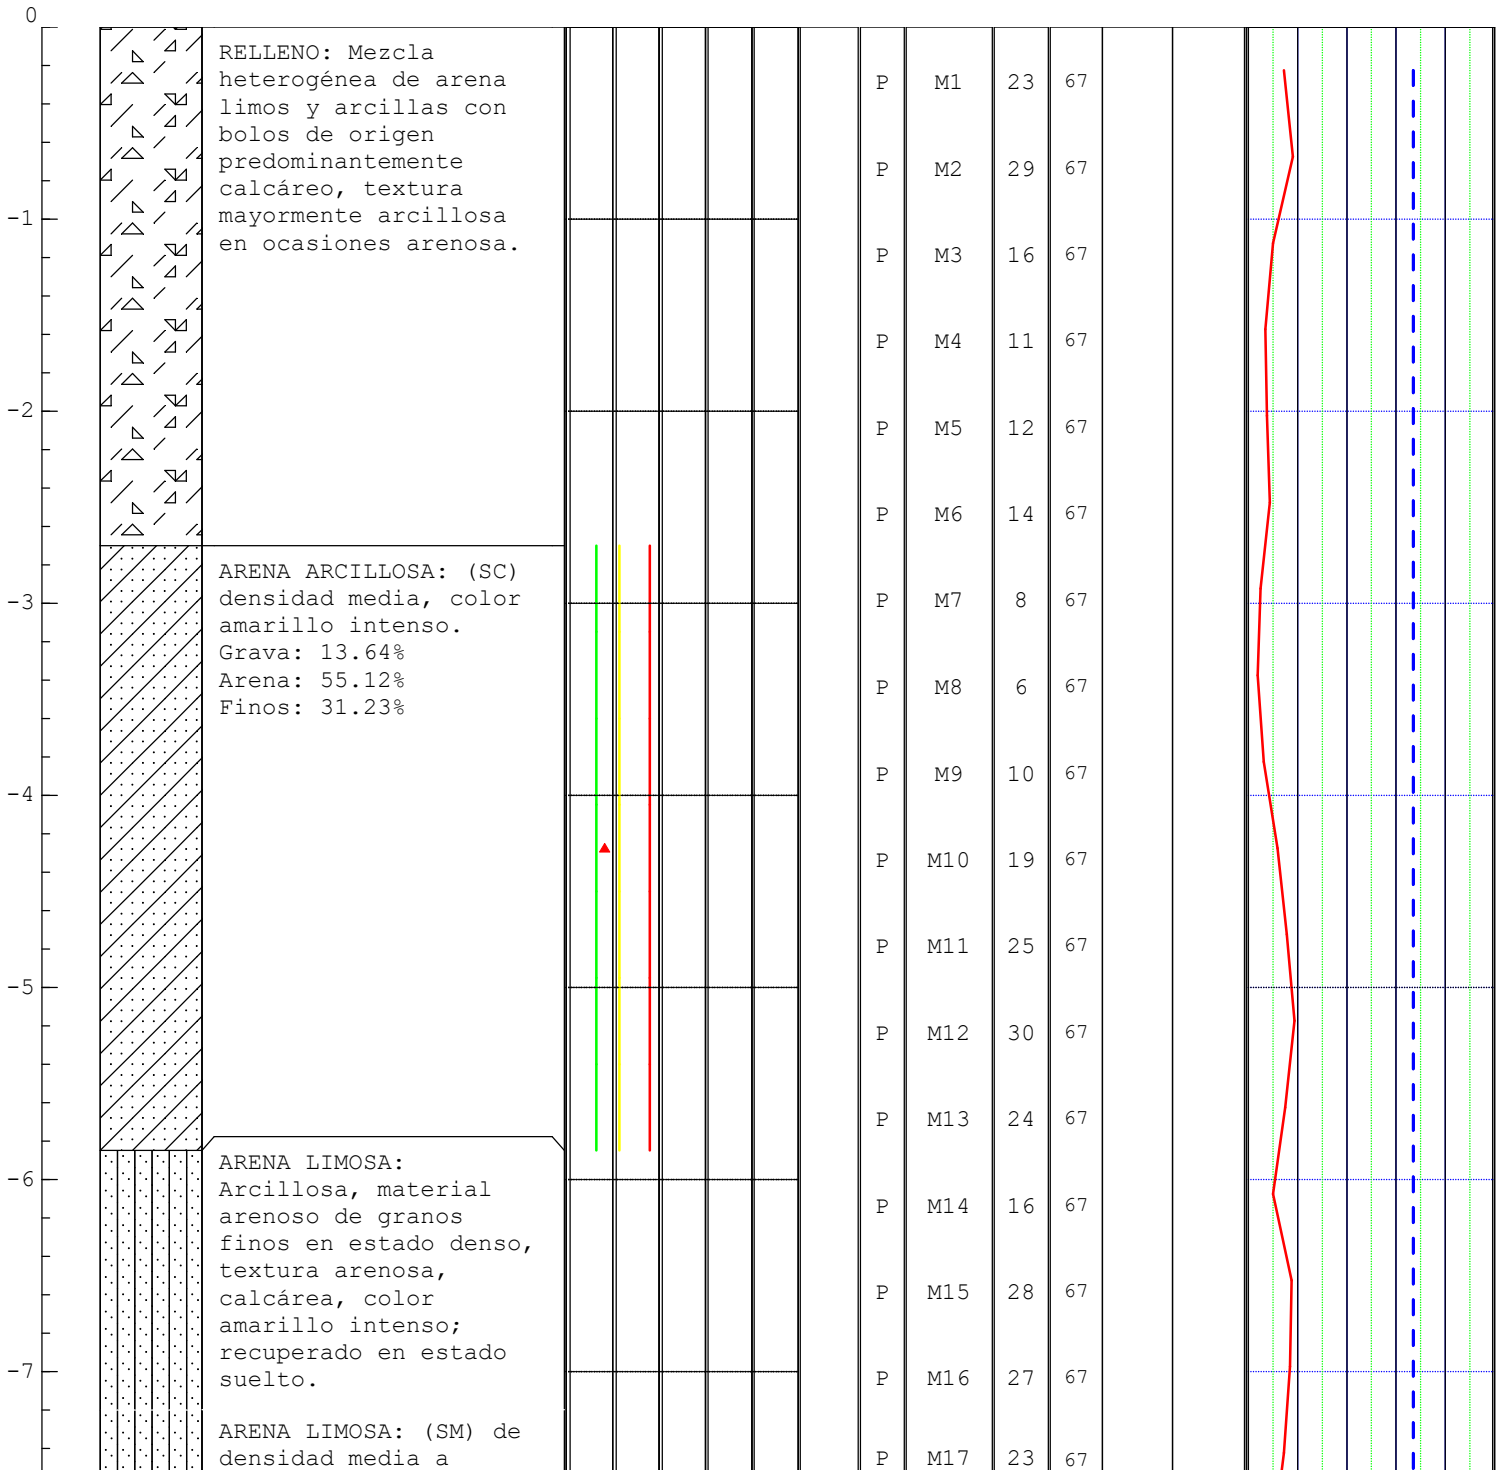 0
RELLENO: Mezcla
heterogénea de arena
limos y arcillas con
bolos de origen
predominantemente
calcáreo, textura
mayormente arcillosa
en ocasiones arenosa.
P M1 23 67
P M2 29 67
-1
P M3 16 67
P M4 11 67
-2
P M5 12 67
P M6 14 67
ARENA ARCILLOSA: (SC)
densidad media, color
amarillo intenso.
Grava: 13.64%
Arena: 55.12%
Finos: 31.23%
-3
P M7 8 67
P M8 6 67
P M9 10 67
-4
P M10 19 67
P M11 25 67
-5
P M12 30 67
P M13 24 67
ARENA LIMOSA:
Arcillosa, material
arenoso de granos
finos en estado denso,
textura arenosa,
calcárea, color
amarillo intenso;
recuperado en estado
suelto.
-6
P M14 16 67
P M15 28 67
-7
P M16 27 67
ARENA LIMOSA: (SM) de
densidad media a
P M17 23 67